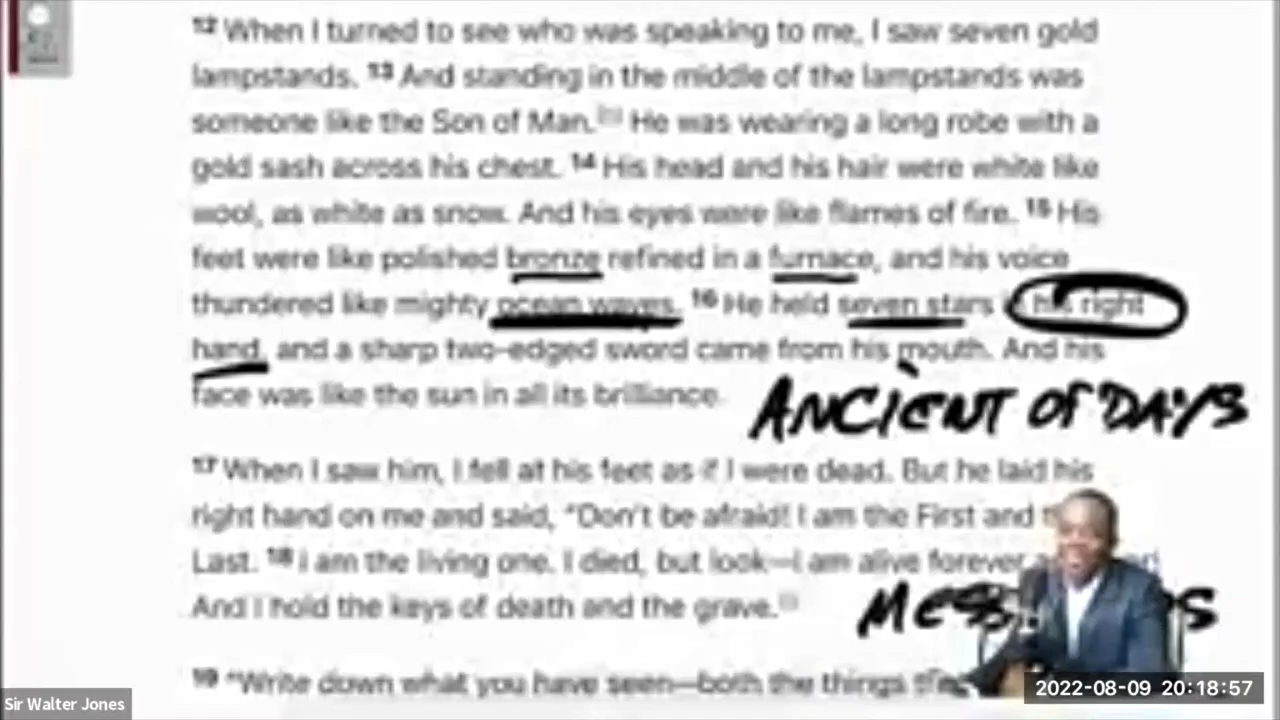 12 When I turned to see who was speaking to me, I saw seven gold
lampstands. 13 And standing in the middle of the lampstands was
someone like the Son of Man. He was wearing a long robe with a
gold sash across his chest. 14 His head and his hair were white like
wool, as white as snow. And his eyes were like flames of fire. 15 His
feet were like polished bronze refined in a furnace, and his voice
thundered like mighty ocean waves. 16 He held seven stars in his right
hand, and a sharp two-edged sword came from his mouth. And his
face was like the sun in all its brilliance.
ANCIENT OF DAYS
17 When I saw him, I fell at his feet as if I were dead. But he laid his
right hand on me and said, “Don't be afraid! I am the First and
Last. 18 I am the living one. I died, but look—I am alive forever
And I hold the keys of death and the grave.
19 “Write down what you have seen—both the things
Sir Walter Jones
2022-08-09 20:18:57